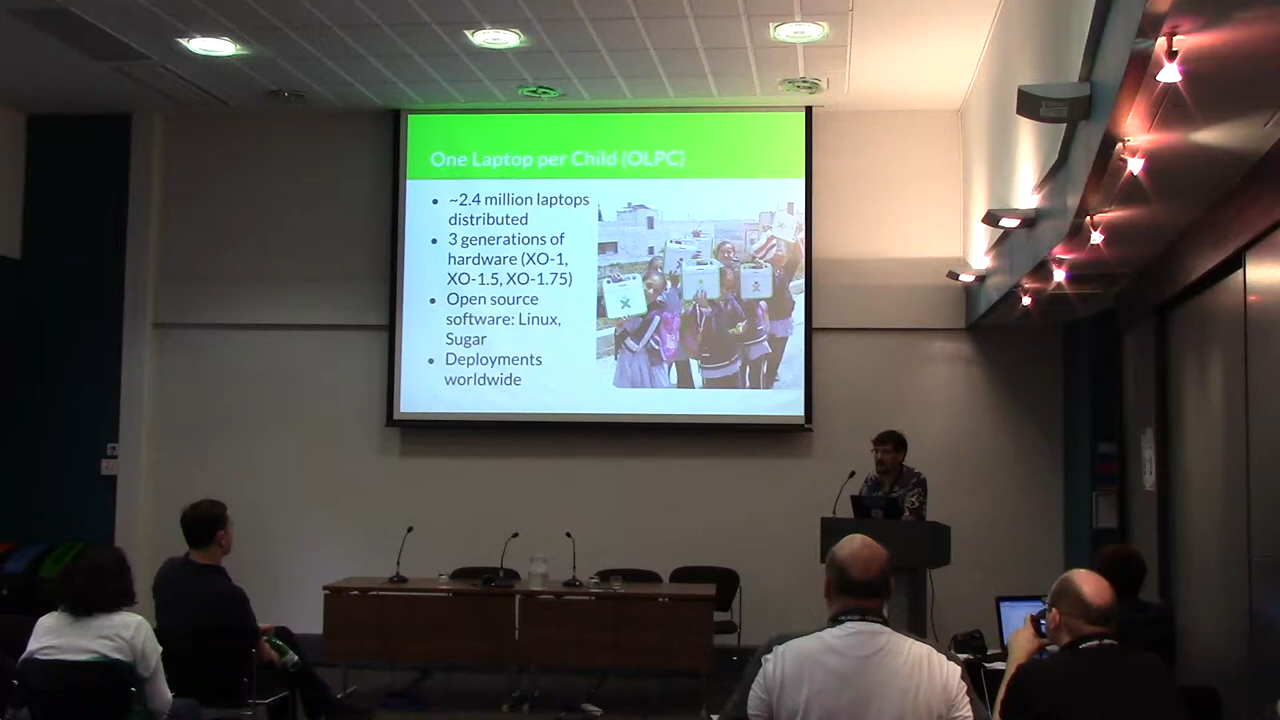 One Laptop per Child (OLPC)
~2.4 million laptops
distributed
3 generations of
hardware (XO-1,
XO-1.5, XO-1.75)
Open source
software: Linux,
Sugar
Deployments
worldwide